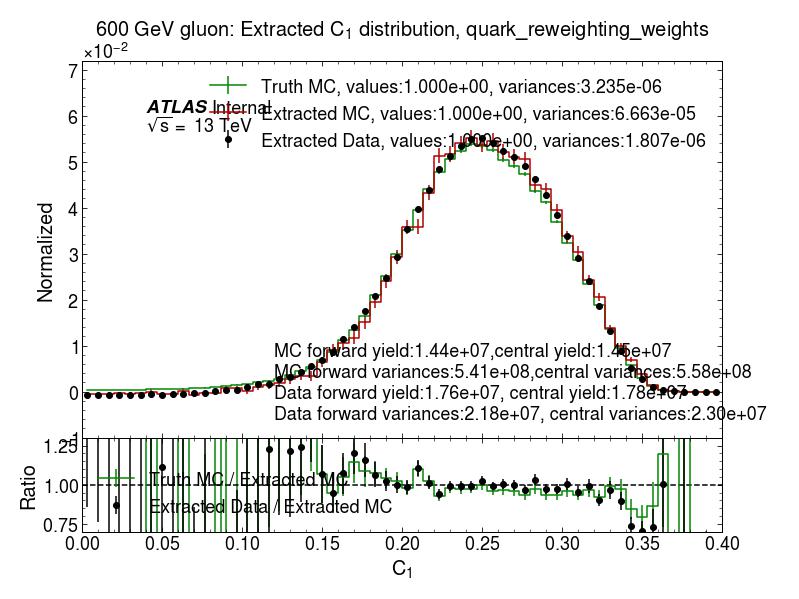 600 GeV gluon: Extracted C₁ distribution, quark_reweighting_weights
×10⁻²
Truth MC, values:1.000e+00, variances:3.235e-06
ATLAS Internal
Extracted MC, values:1.000e+00, variances:6.663e-05
√s = 13 TeV
Extracted Data, values:1.000e+00, variances:1.807e-06
7
6
5
4
3
2
1
0
Normalized
MC forward yield:1.44e+07,central yield:1.45e+07
MC forward variances:5.41e+08,central variances:5.58e+08
Data forward yield:1.76e+07, central yield:1.78e+07
Data forward variances:2.18e+07, central variances:2.30e+07
1.25
1.00
0.75
Ratio
Truth MC / Extracted MC
Extracted Data / Extracted MC
0.00 0.05 0.10 0.15 0.20 0.25 0.30 0.35 0.40
C₁